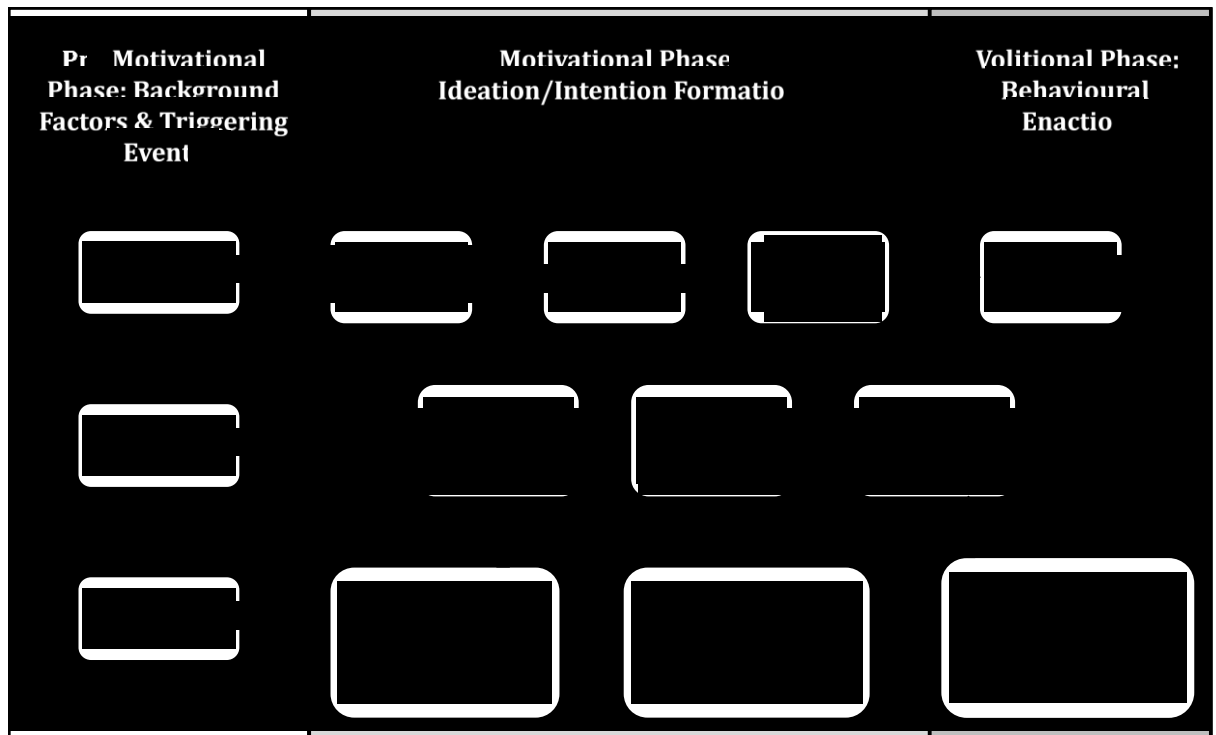 Pr Motivational
Phase: Background
Factors & Triggering
Event
Motivational Phase
Ideation/Intention Formatio
Volitional Phase:
Behavioural
Enactio